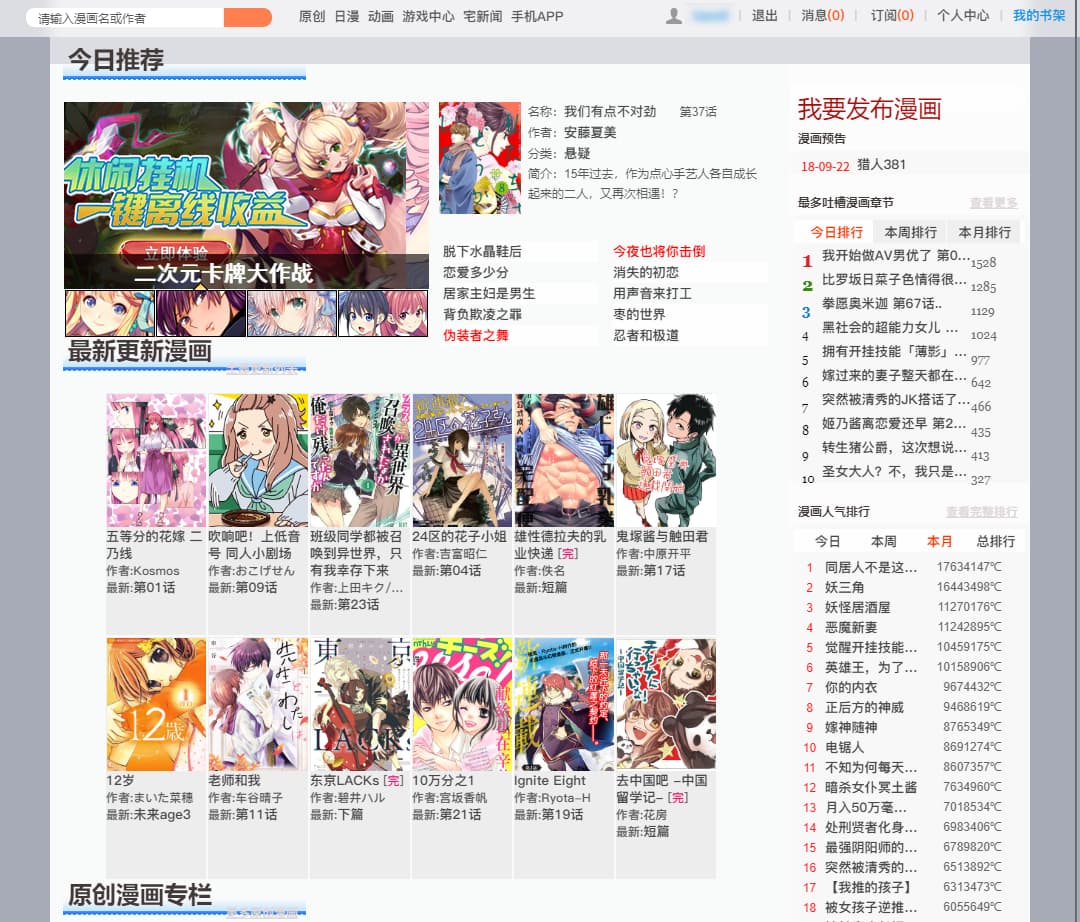 请输入漫画名或作者
原创 日漫 动画 游戏中心 宅新闻 手机APP
退出 消息(0) 订阅(0) 个人中心 我的书架
今日推荐
休闲挂机
一键离线收益
立即体验
二次元卡牌大作战
名称: 我们有点不对劲 第37话
作者: 安藤夏美
分类: 悬疑
简介: 15年过去，作为点心手艺人各自成长
起来的二人，又再次相遇！？
脱下水晶鞋后 今夜也将你击倒
恋爱多少分 消失的初恋
居家主妇是男生 用声音来打工
背负欺凌之罪 枣的世界
伪装者之舞 忍者和极道
最新更新漫画
五等分的花嫁 二
乃线
作者:Kosmos
最新:第01话
吹响吧！上低音
号 同人小剧场
作者:おこげせん
最新:第09话
班级同学都被召
唤到异世界，只
有我幸存下来
作者:上田キク/...
最新:第23话
24区的花子小姐
作者:吉富昭仁
最新:第04话
雄性德拉夫的乳
业快递 [完]
作者:佚名
最新:短篇
鬼塚酱与触田君
作者:中原开平
最新:第17话
12岁
作者:まいた菜穗
最新:未来age3
老师和我
作者:车谷晴子
最新:第11话
东京LACKs [完]
作者:碧井ハル
最新:下篇
10万分之1
作者:宫坂香帆
最新:第21话
Ignite Eight
作者:Ryota-H
最新:第19话
去中国吧 -中国
留学记- [完]
作者:花房
最新:短篇
原创漫画专栏
我要发布漫画
漫画预告
18-09-22 猎人381
最多吐槽漫画章节 查看更多
今日排行 本周排行 本月排行
1 我开始做AV男优了 第0... 1528
2 比罗坂日菜子色情得很... 1285
3 拳愿奥米迦 第67话.. 1129
4 黑社会的超能力女儿 ... 1024
5 拥有开挂技能「薄影」... 977
6 嫁过来的妻子整天都在... 642
7 突然被清秀的JK搭话了... 466
8 姬乃酱离恋爱还早 第2... 435
9 转生猪公爵，这次想说... 413
10 圣女大人？不，我只是... 327
漫画人气排行 查看完整排行
今日 本周 本月 总排行
1 同居人不是这... 17634147℃
2 妖三角 16443498℃
3 妖怪居酒屋 11270176℃
4 恶魔新妻 11242895℃
5 觉醒开挂技能... 10459175℃
6 英雄王，为了... 10158906℃
7 你的内衣 9674432℃
8 正后方的神威 9468619℃
9 嫁神随神 8765349℃
10 电锯人 8691274℃
11 不知为何每天... 8607357℃
12 暗杀女仆冥土酱 7634960℃
13 月入50万毫... 7018534℃
14 处刑贤者化身... 6983406℃
15 最强阴阳师的... 6789820℃
16 突然被清秀的... 6513892℃
17 【我推的孩子】 6313473℃
18 被女孩子逆推... 6055649℃